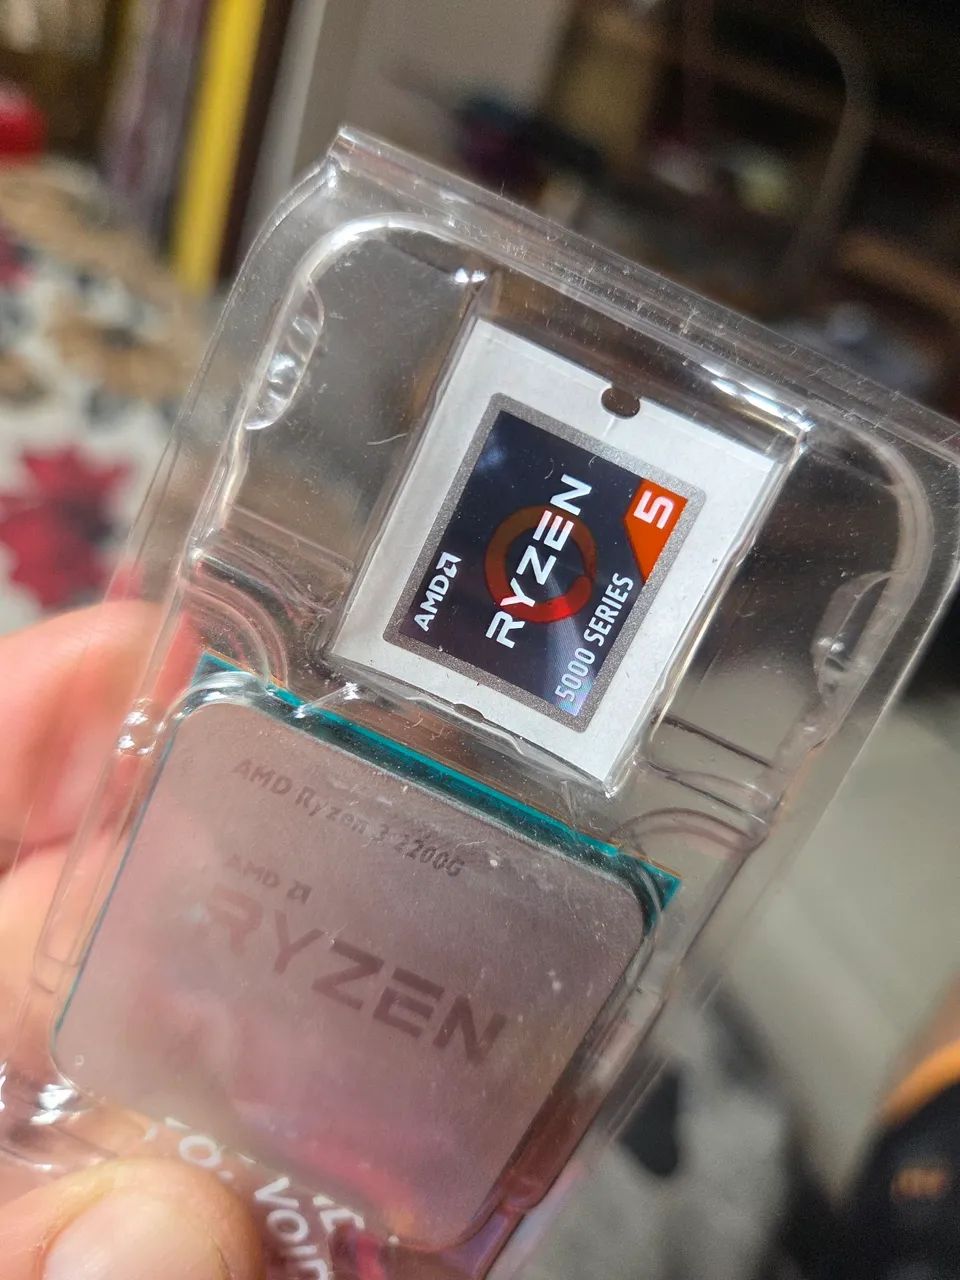 AMD
RYZEN
5
5000 SERIES
AMD Ryzen 3 2200G
AMD
RYZEN